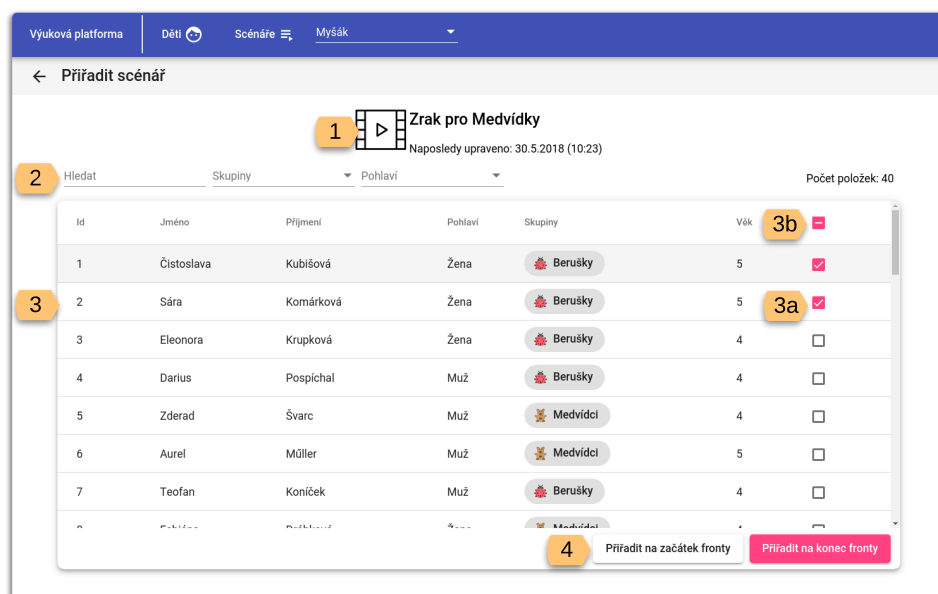 Výuková platforma Děti Scénáře Myšák
Přiřadit scénář
1 Zrak pro Medvídky
Naposledy upraveno: 30.5.2018 (10:23)
2 Hledat Skupiny Pohlaví Počet položek: 40
Id Jméno Příjmení Pohlaví Skupiny Věk 3b
1 Čistoslava Kubišová Žena Berušky 5
3 2 Sára Komárková Žena Berušky 5 3a
3 Eleonora Krupková Žena Berušky 4
4 Darius Pospíchal Muž Berušky 4
5 Zderad Švarc Muž Medvídci 4
6 Aurel Műller Muž Medvídci 5
7 Teofan Koníček Muž Berušky 4
4 Přiřadit na začátek fronty Přiřadit na konec fronty